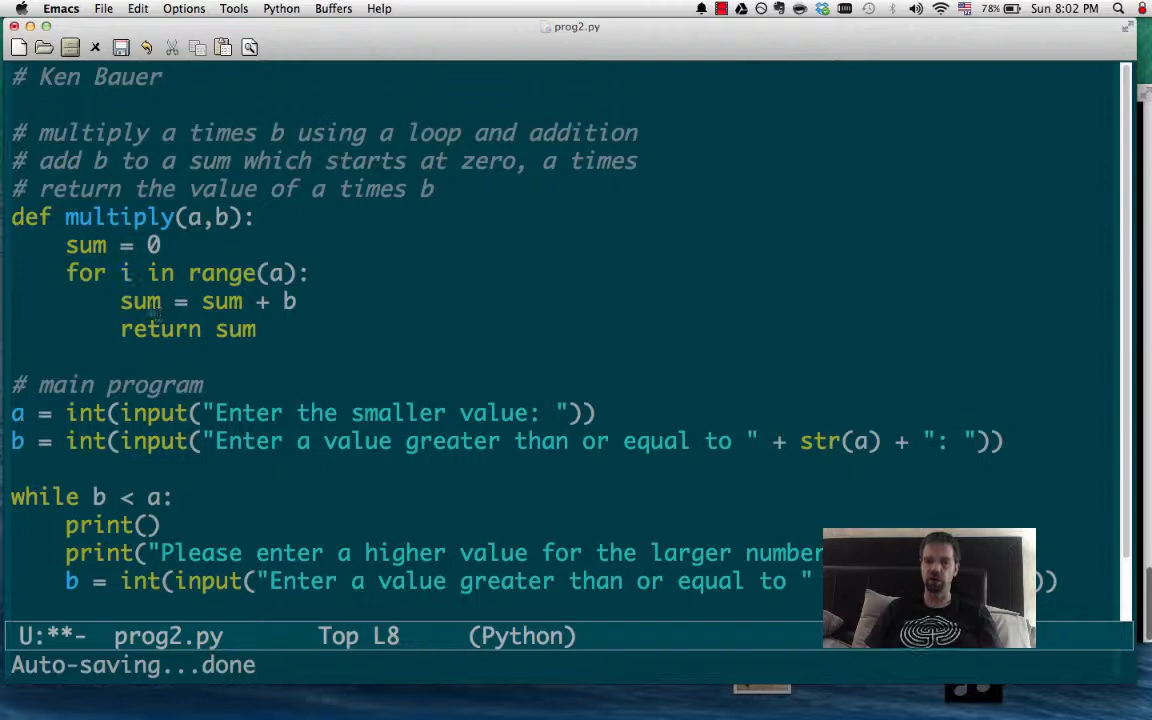 Emacs File Edit Options Tools Python Buffers Help 78% Sun 8:02 PM
prog2.py
# Ken Bauer
# multiply a times b using a loop and addition
# add b to a sum which starts at zero, a times
# return the value of a times b
def multiply(a,b):
    sum = 0
    for i in range(a):
        sum = sum + b
        return sum
# main program
a = int(input("Enter the smaller value: "))
b = int(input("Enter a value greater than or equal to " + str(a) + ": "))
while b < a:
    print()
    print("Please enter a higher value for the larger number
    b = int(input("Enter a value greater than or equal to " ))
U:**- prog2.py Top L8 (Python)
Auto-saving...done